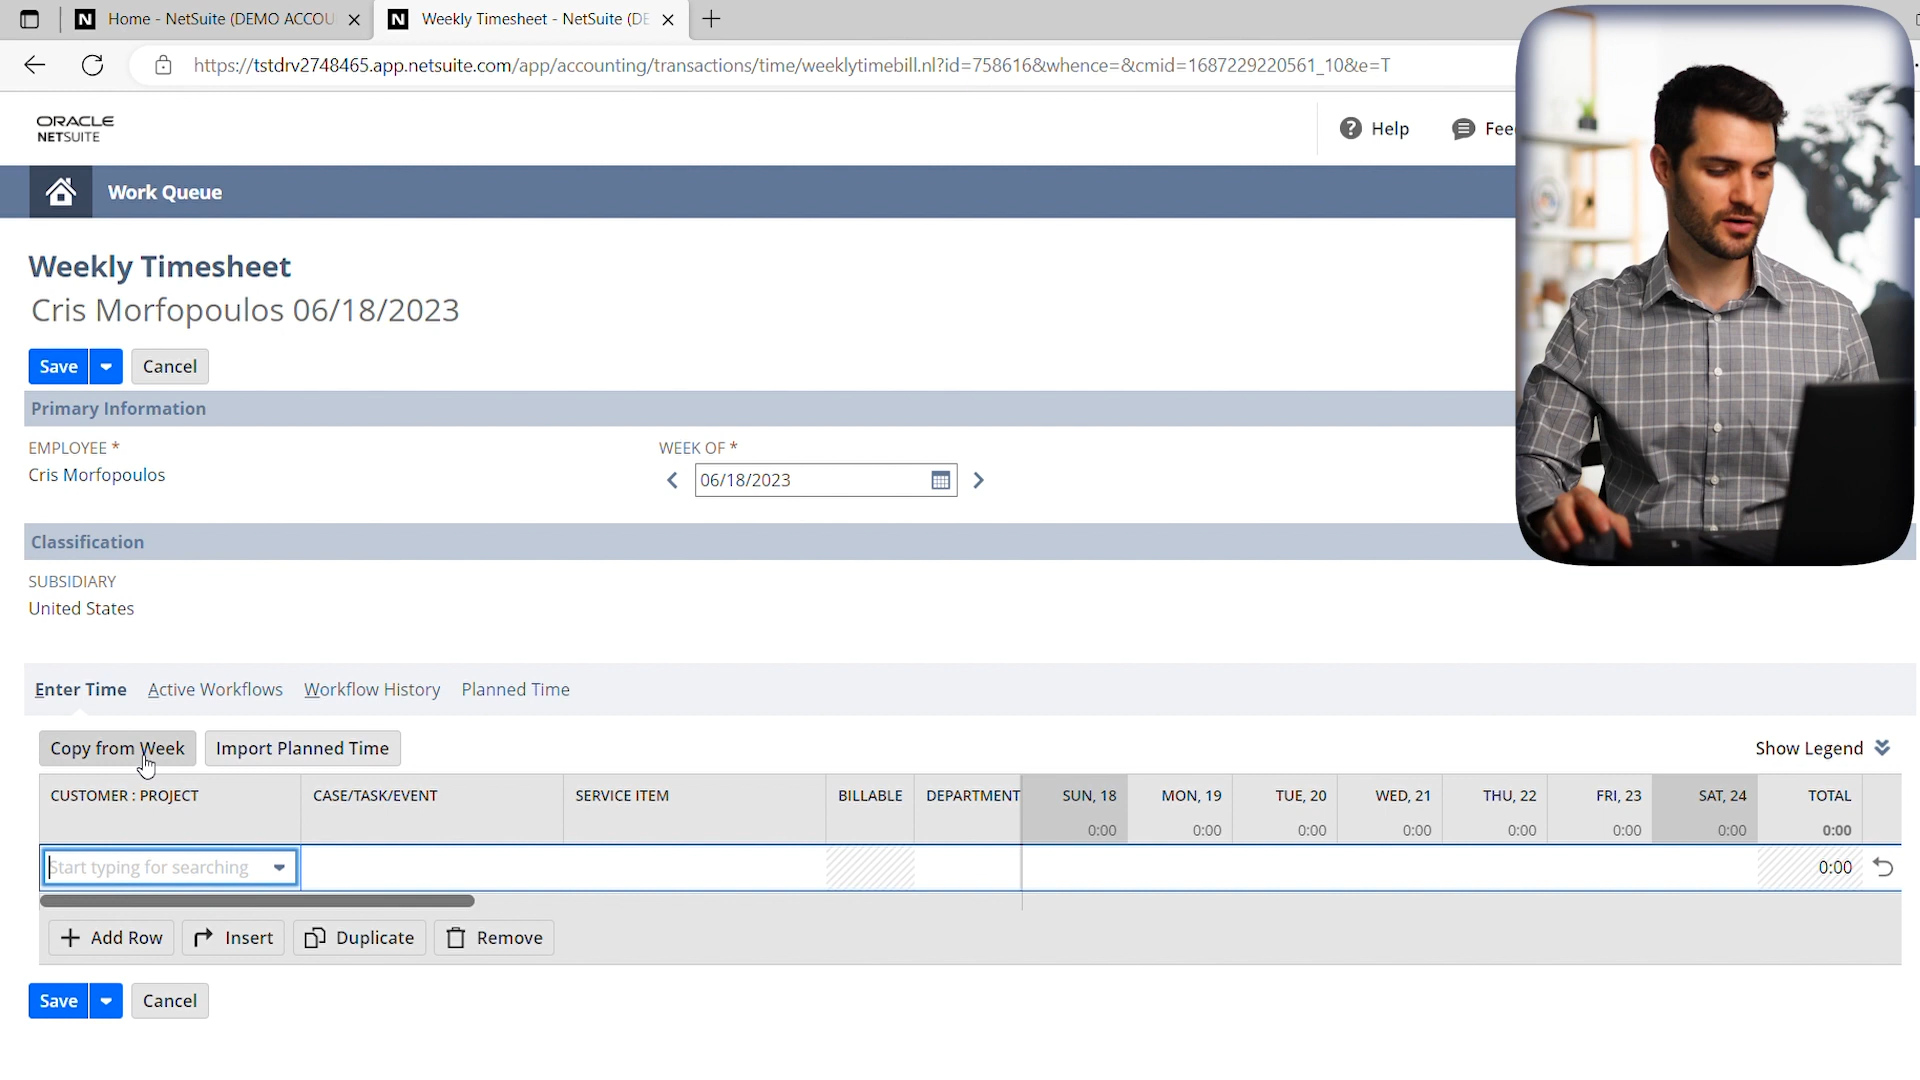 Home - NetSuite (DEMO ACCOU
Weekly Timesheet - NetSuite (DE
https://tstdrv2748465.app.netsuite.com/app/accounting/transactions/time/weeklytimebill.nl?id=758616&whence=&cmid=1687229220561_10&e=T
ORACLE
NETSUITE
Help
Fee
Work Queue
Weekly Timesheet
Cris Morfopoulos 06/18/2023
Save
Cancel
Primary Information
EMPLOYEE *
WEEK OF *
Cris Morfopoulos
06/18/2023
Classification
SUBSIDIARY
United States
Enter Time
Active Workflows
Workflow History
Planned Time
Copy from Week
Import Planned Time
Show Legend
CUSTOMER : PROJECT
CASE/TASK/EVENT
SERVICE ITEM
BILLABLE
DEPARTMENT
SUN, 18
MON, 19
TUE, 20
WED, 21
THU, 22
FRI, 23
SAT, 24
TOTAL
0:00
0:00
0:00
0:00
0:00
0:00
0:00
0:00
Start typing for searching
0:00
Add Row
Insert
Duplicate
Remove
Save
Cancel